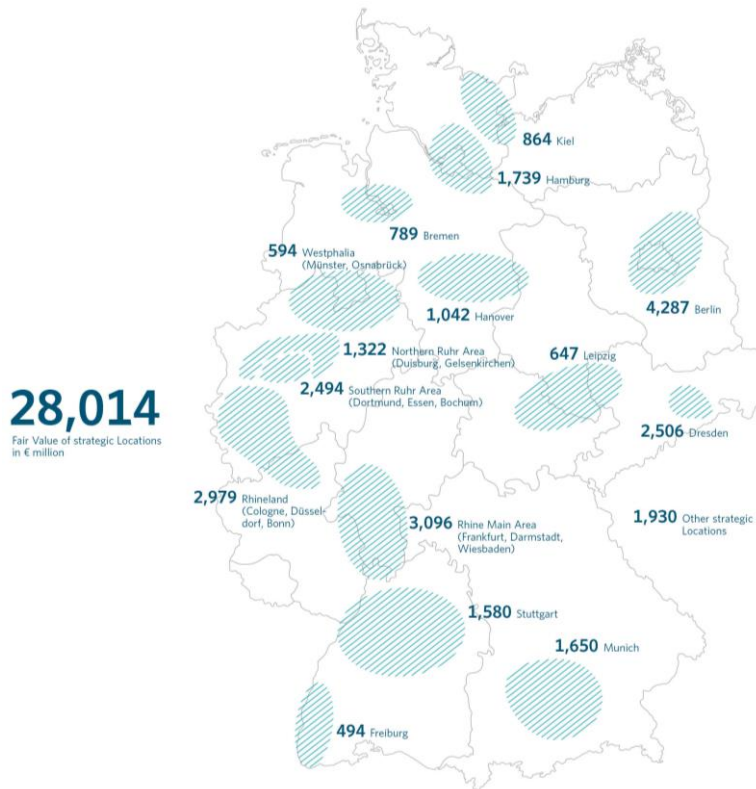 864 Kiel
1,739 Hamburg
789 Bremen
594 Westphalia
(Münster, Osnabrück)
1,042 Hanover
4,287 Berlin
1,322 Northern Ruhr Area
(Duisburg, Gelsenkirchen)
647 Leipzig
2,494 Southern Ruhr Area
(Dortmund, Essen, Bochum)
28,014
Fair Value of strategic Locations
in € million
2,506 Dresden
2,979 Rhineland
(Cologne, Düssel-
dorf, Bonn)
3,096 Rhine Main Area
(Frankfurt, Darmstadt,
Wiesbaden)
1,930 Other strategic
Locations
1,580 Stuttgart
1,650 Munich
494 Freiburg